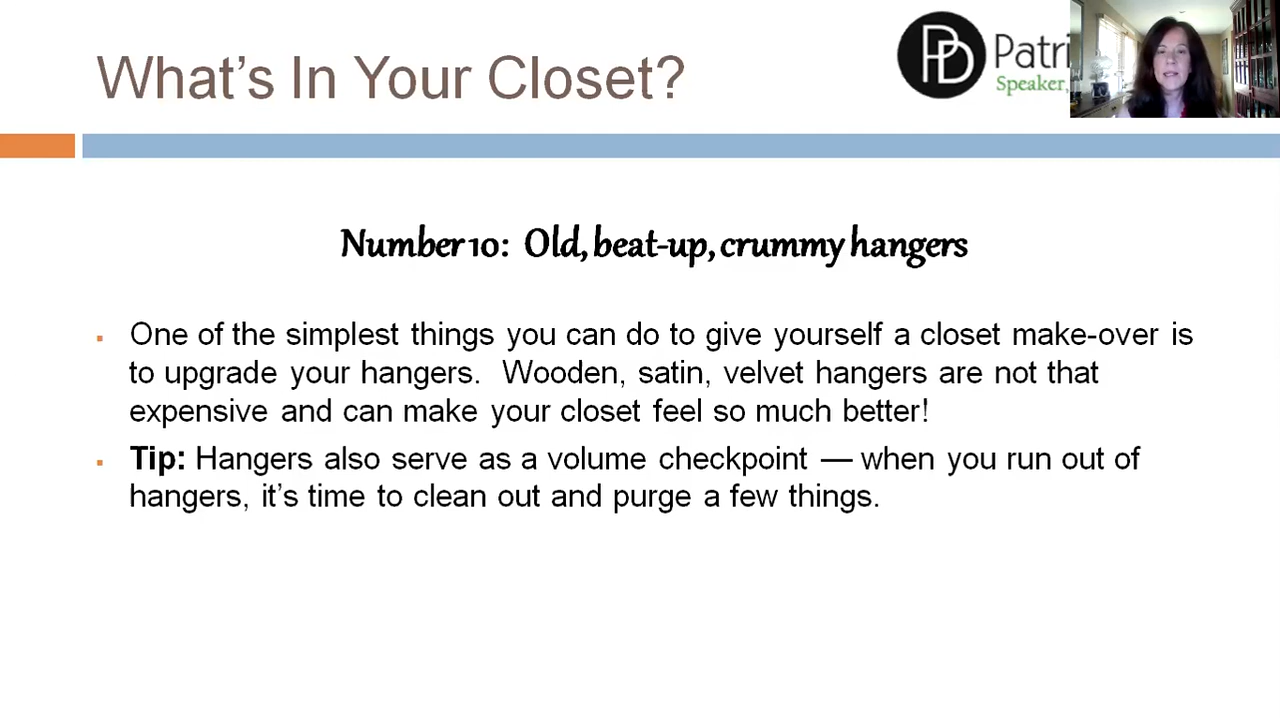 What's In Your Closet?
PD
Speaker,
Number 10: Old, beat-up, crummy hangers
▪ One of the simplest things you can do to give yourself a closet make-over is
to upgrade your hangers. Wooden, satin, velvet hangers are not that
expensive and can make your closet feel so much better!
▪ Tip: Hangers also serve as a volume checkpoint — when you run out of
hangers, it's time to clean out and purge a few things.